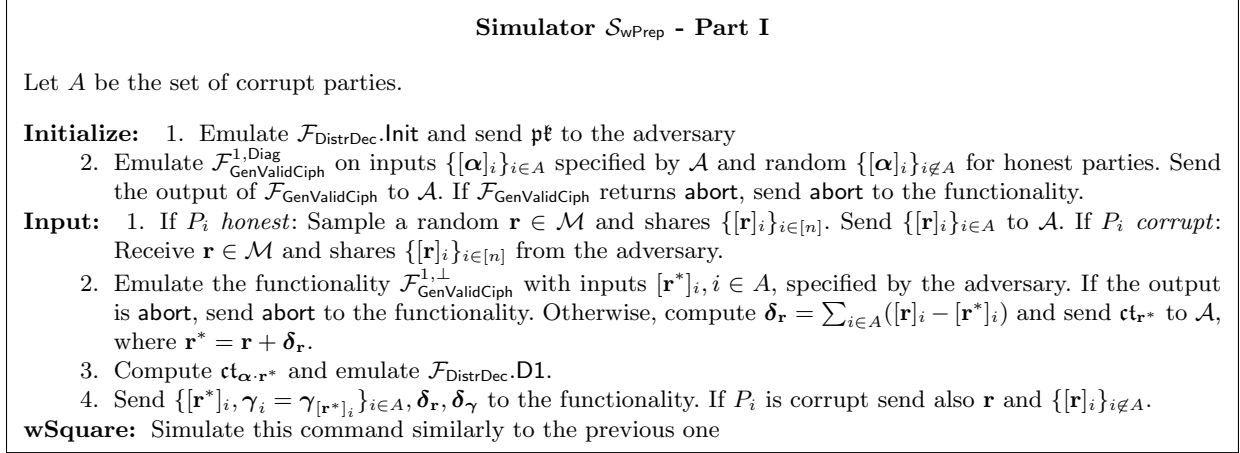 Simulator 𝒮_wPrep - Part I
Let A be the set of corrupt parties.
Initialize: 1. Emulate ℱ_DistrDec.Init and send 𝔭𝔨 to the adversary
2. Emulate ℱ^{1,Diag}_GenValidCiph on inputs {[𝜶]_i}_{i∈A} specified by 𝒜 and random {[𝜶]_i}_{i∉A} for honest parties. Send
the output of ℱ_GenValidCiph to 𝒜. If ℱ_GenValidCiph returns abort, send abort to the functionality.
Input: 1. If P_i honest: Sample a random 𝐫 ∈ ℳ and shares {[𝐫]_i}_{i∈[n]}. Send {[𝐫]_i}_{i∈A} to 𝒜. If P_i corrupt:
Receive 𝐫 ∈ ℳ and shares {[𝐫]_i}_{i∈[n]} from the adversary.
2. Emulate the functionality ℱ^{1,⊥}_GenValidCiph with inputs [𝐫*]_i, i ∈ A, specified by the adversary. If the output
is abort, send abort to the functionality. Otherwise, compute 𝜹_𝐫 = ∑_{i∈A}([𝐫]_i − [𝐫*]_i) and send 𝔠𝔱_{𝐫*} to 𝒜,
where 𝐫* = 𝐫 + 𝜹_𝐫.
3. Compute 𝔠𝔱_{𝜶·𝐫*} and emulate ℱ_DistrDec.D1.
4. Send {[𝐫*]_i, 𝜸_i = 𝜸_{[𝐫*]_i}}_{i∈A}, 𝜹_𝐫, 𝜹_𝜸 to the functionality. If P_i is corrupt send also 𝐫 and {[𝐫]_i}_{i∉A}.
wSquare: Simulate this command similarly to the previous one